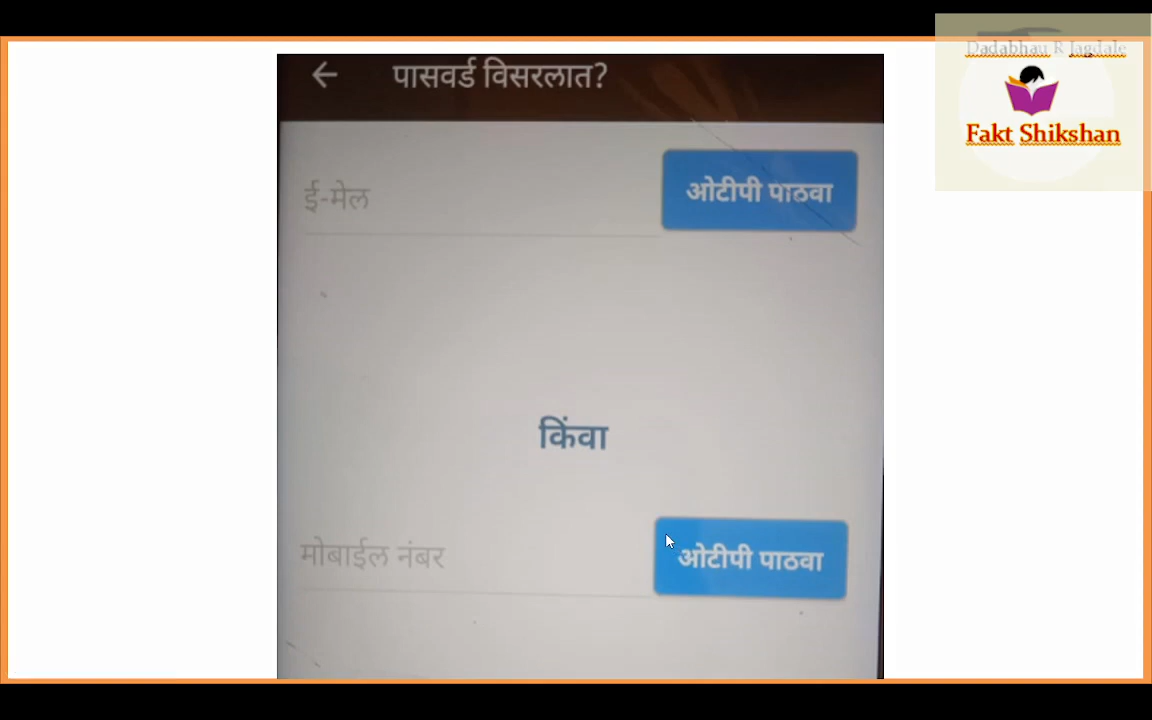 Dadabhau R Jagdale
Fakt Shikshan
पासवर्ड विसरलात?
ई-मेल
ओटीपी पाठवा
किंवा
मोबाईल नंबर
ओटीपी पाठवा